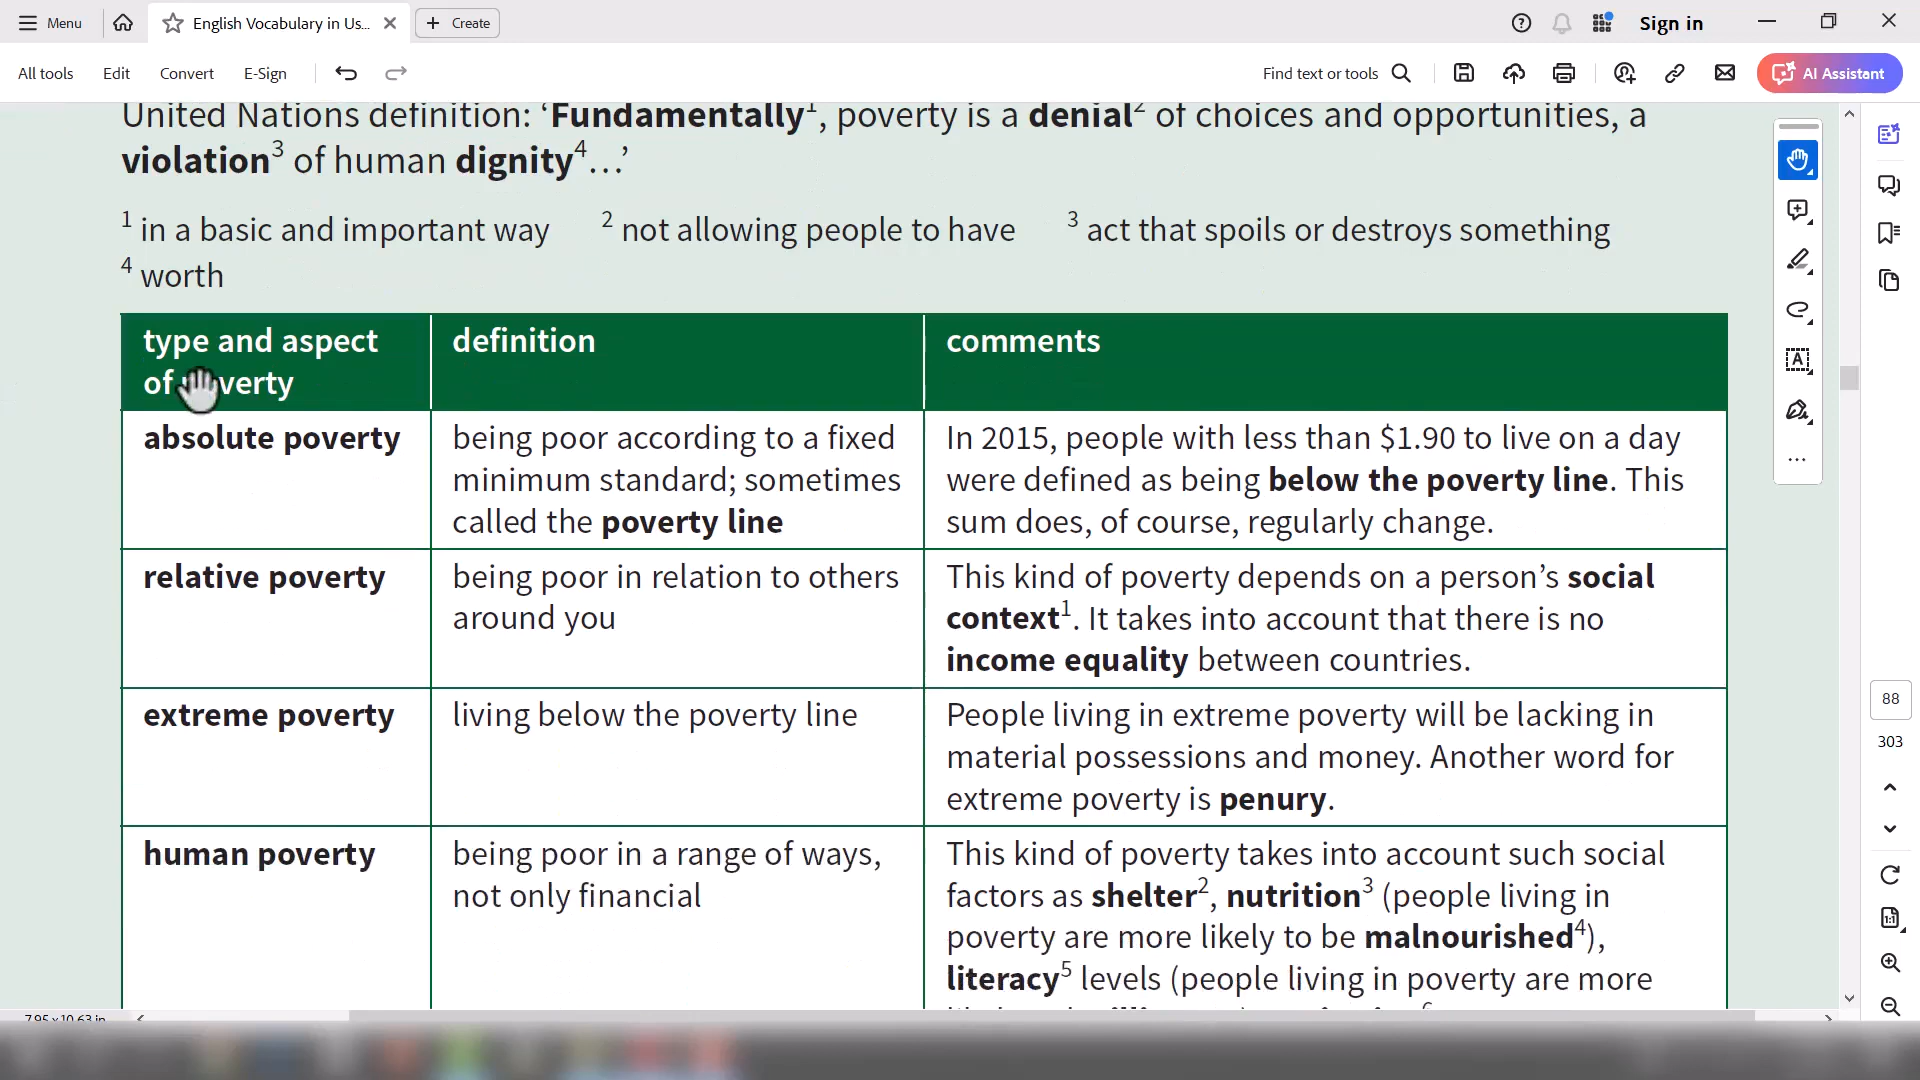 Menu
English Vocabulary in Us...
Create
Sign in
All tools
Edit
Convert
E-Sign
Find text or tools
AI Assistant
United Nations definition: ‘Fundamentally¹, poverty is a denial² of choices and opportunities, a
violation³ of human dignity⁴…’
¹ in a basic and important way ² not allowing people to have ³ act that spoils or destroys something
⁴ worth
type and aspect
of poverty
definition
comments
absolute poverty
being poor according to a fixed
minimum standard; sometimes
called the poverty line
In 2015, people with less than $1.90 to live on a day
were defined as being below the poverty line. This
sum does, of course, regularly change.
relative poverty
being poor in relation to others
around you
This kind of poverty depends on a person’s social
context¹. It takes into account that there is no
income equality between countries.
extreme poverty
living below the poverty line
People living in extreme poverty will be lacking in
material possessions and money. Another word for
extreme poverty is penury.
human poverty
being poor in a range of ways,
not only financial
This kind of poverty takes into account such social
factors as shelter², nutrition³ (people living in
poverty are more likely to be malnourished⁴),
literacy⁵ levels (people living in poverty are more
88
303
7.95 x 10.63 in